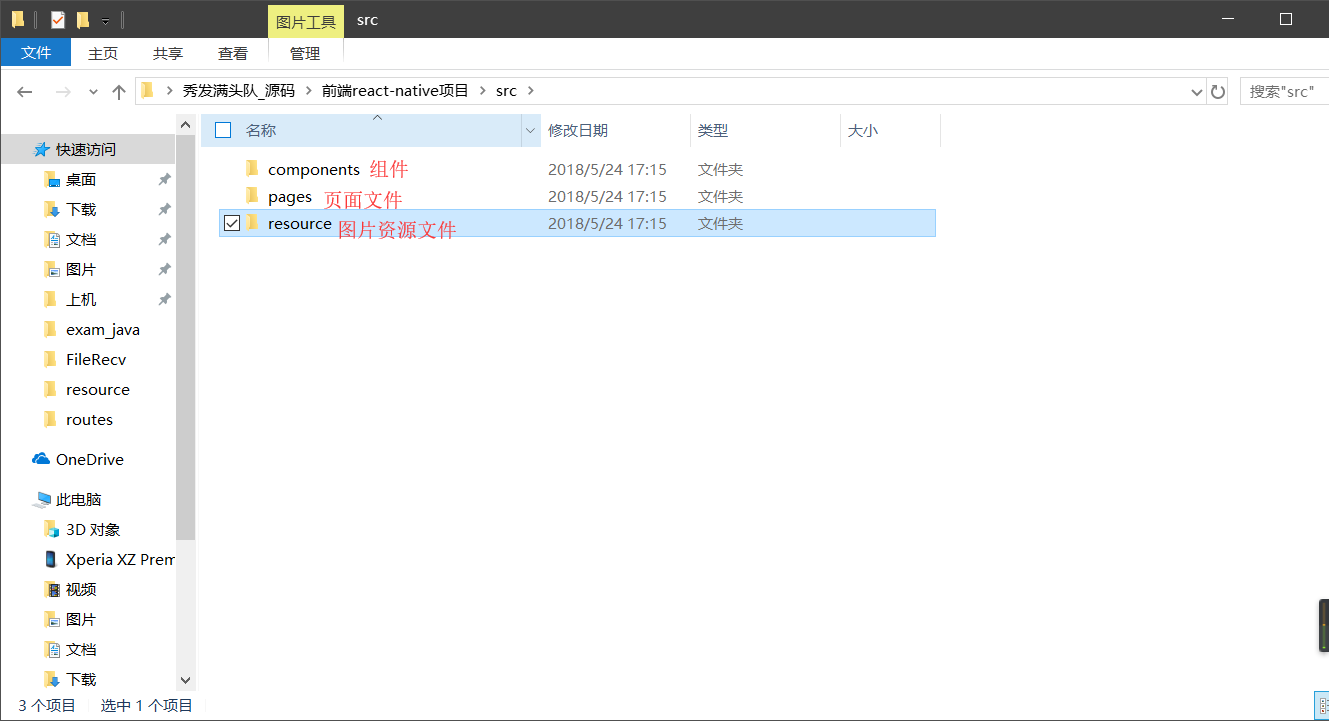 图片工具 src
文件 主页 共享 查看 管理
秀发满头队_源码 前端react-native项目 src 搜索"src"
名称 修改日期 类型 大小
快速访问
桌面
下载
文档
图片
上机
exam_java
FileRecv
resource
routes
OneDrive
此电脑
3D 对象
Xperia XZ Prem
视频
图片
文档
下载
components 组件 2018/5/24 17:15 文件夹
pages 页面文件 2018/5/24 17:15 文件夹
resource 图片资源文件 2018/5/24 17:15 文件夹
3 个项目 选中 1 个项目